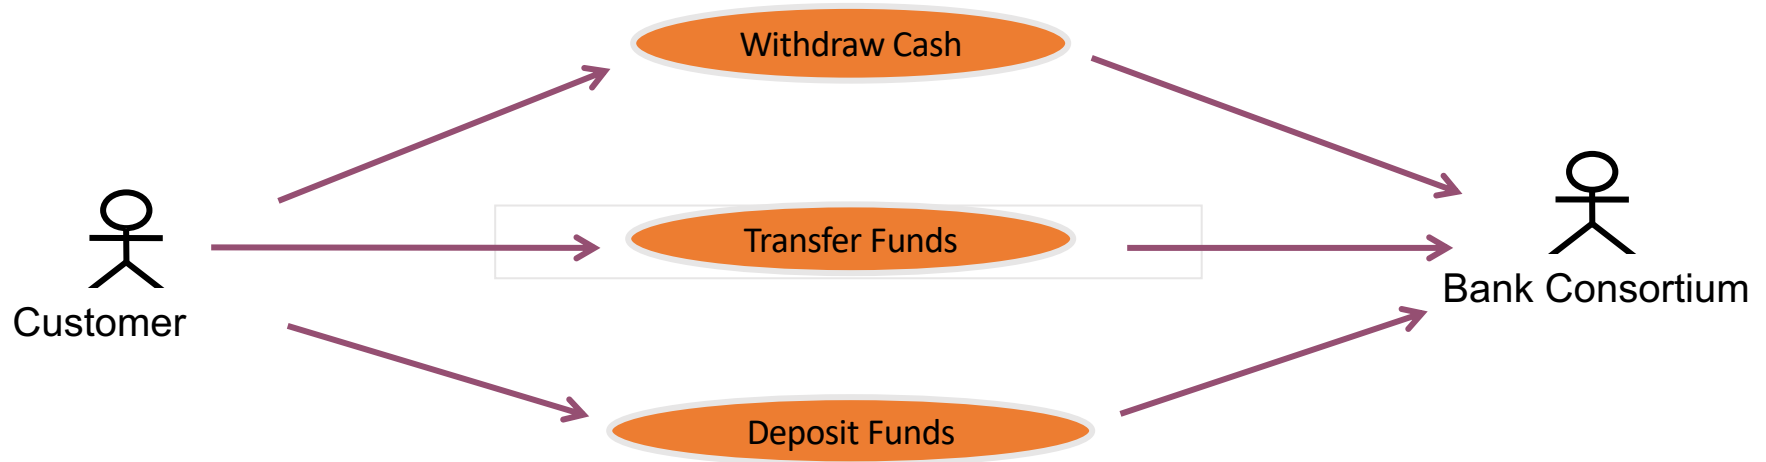 Withdraw Cash
Transfer Funds
Customer
Bank Consortium
Deposit Funds